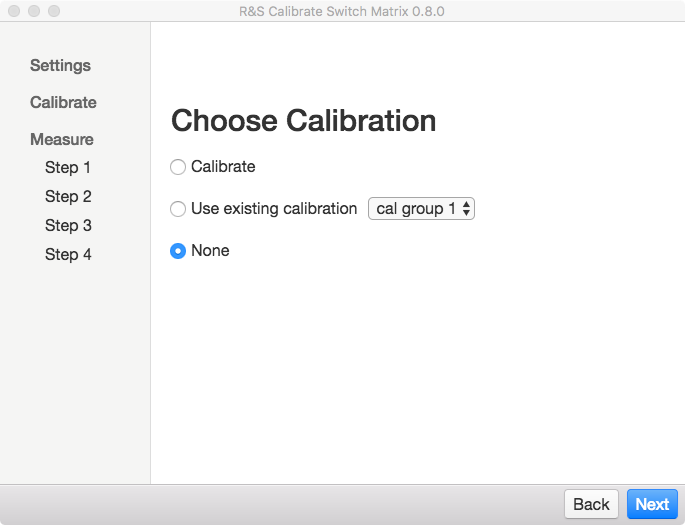 R&S Calibrate Switch Matrix 0.8.0
Settings
Calibrate
Measure
Step 1
Step 2
Step 3
Step 4
Choose Calibration
Calibrate
Use existing calibration cal group 1
None
Back Next